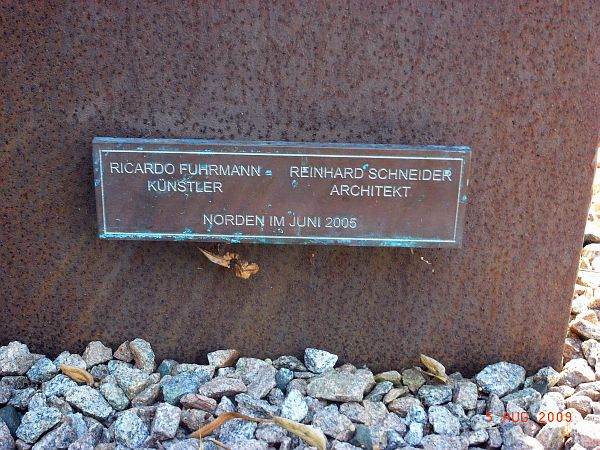 RICARDO FUHRMANN = REINHARD SCHNEIDER
KÜNSTLER ARCHITEKT
NORDEN IM JUNI 2005
5 AUG 2009